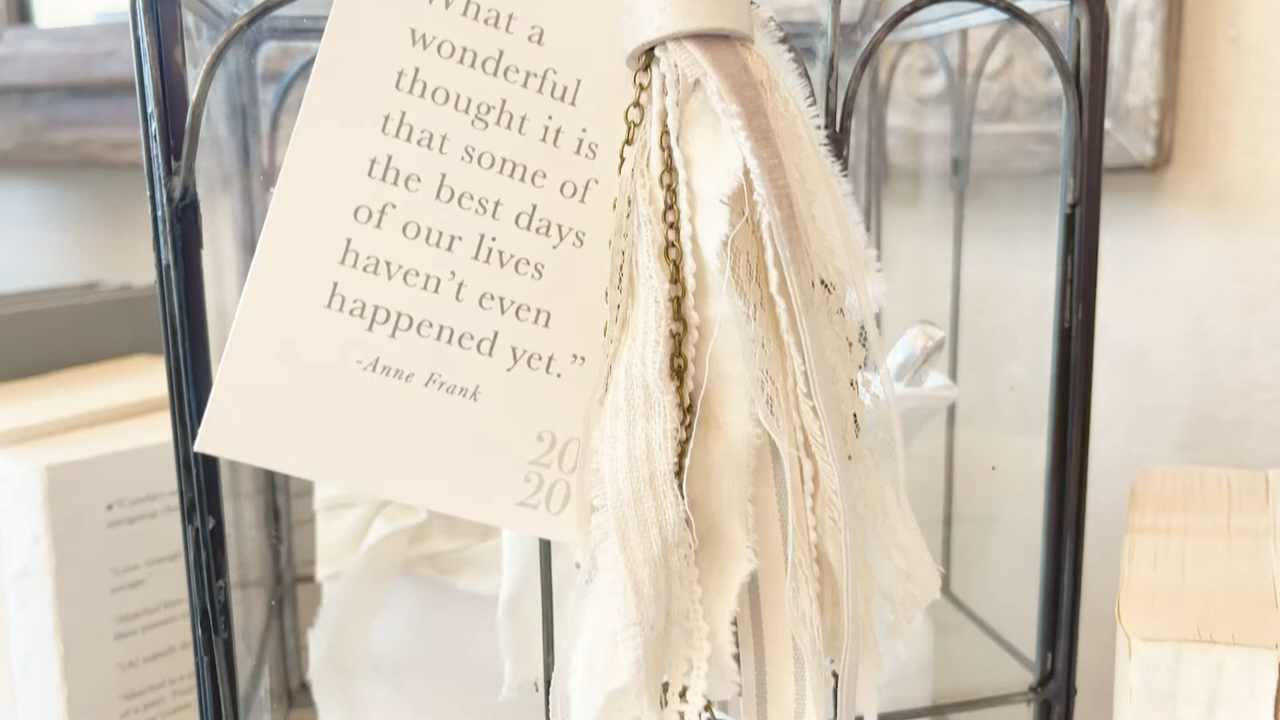 What a
wonderful
thought it is
that some of
the best days
of our lives
haven't even
happened yet.”
-Anne Frank
20
20